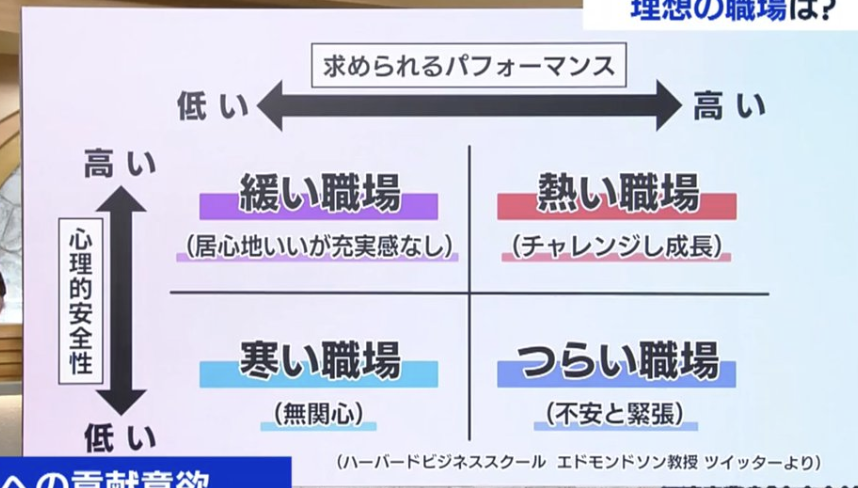 理想の職場は?
求められるパフォーマンス
低い
高い
高い
緩い職場
熱い職場
(居心地いいが充実感なし)
(チャレンジし成長)
心理的安全性
寒い職場
つらい職場
(無関心)
(不安と緊張)
低い
(ハーバードビジネススクール エドモンドソン教授 ツイッターより)
への貢献意欲